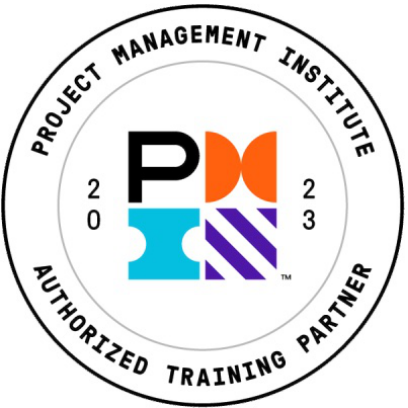 PROJECT MANAGEMENT INSTITUTE
P
2 2
0 3
™
AUTHORIZED TRAINING PARTNER